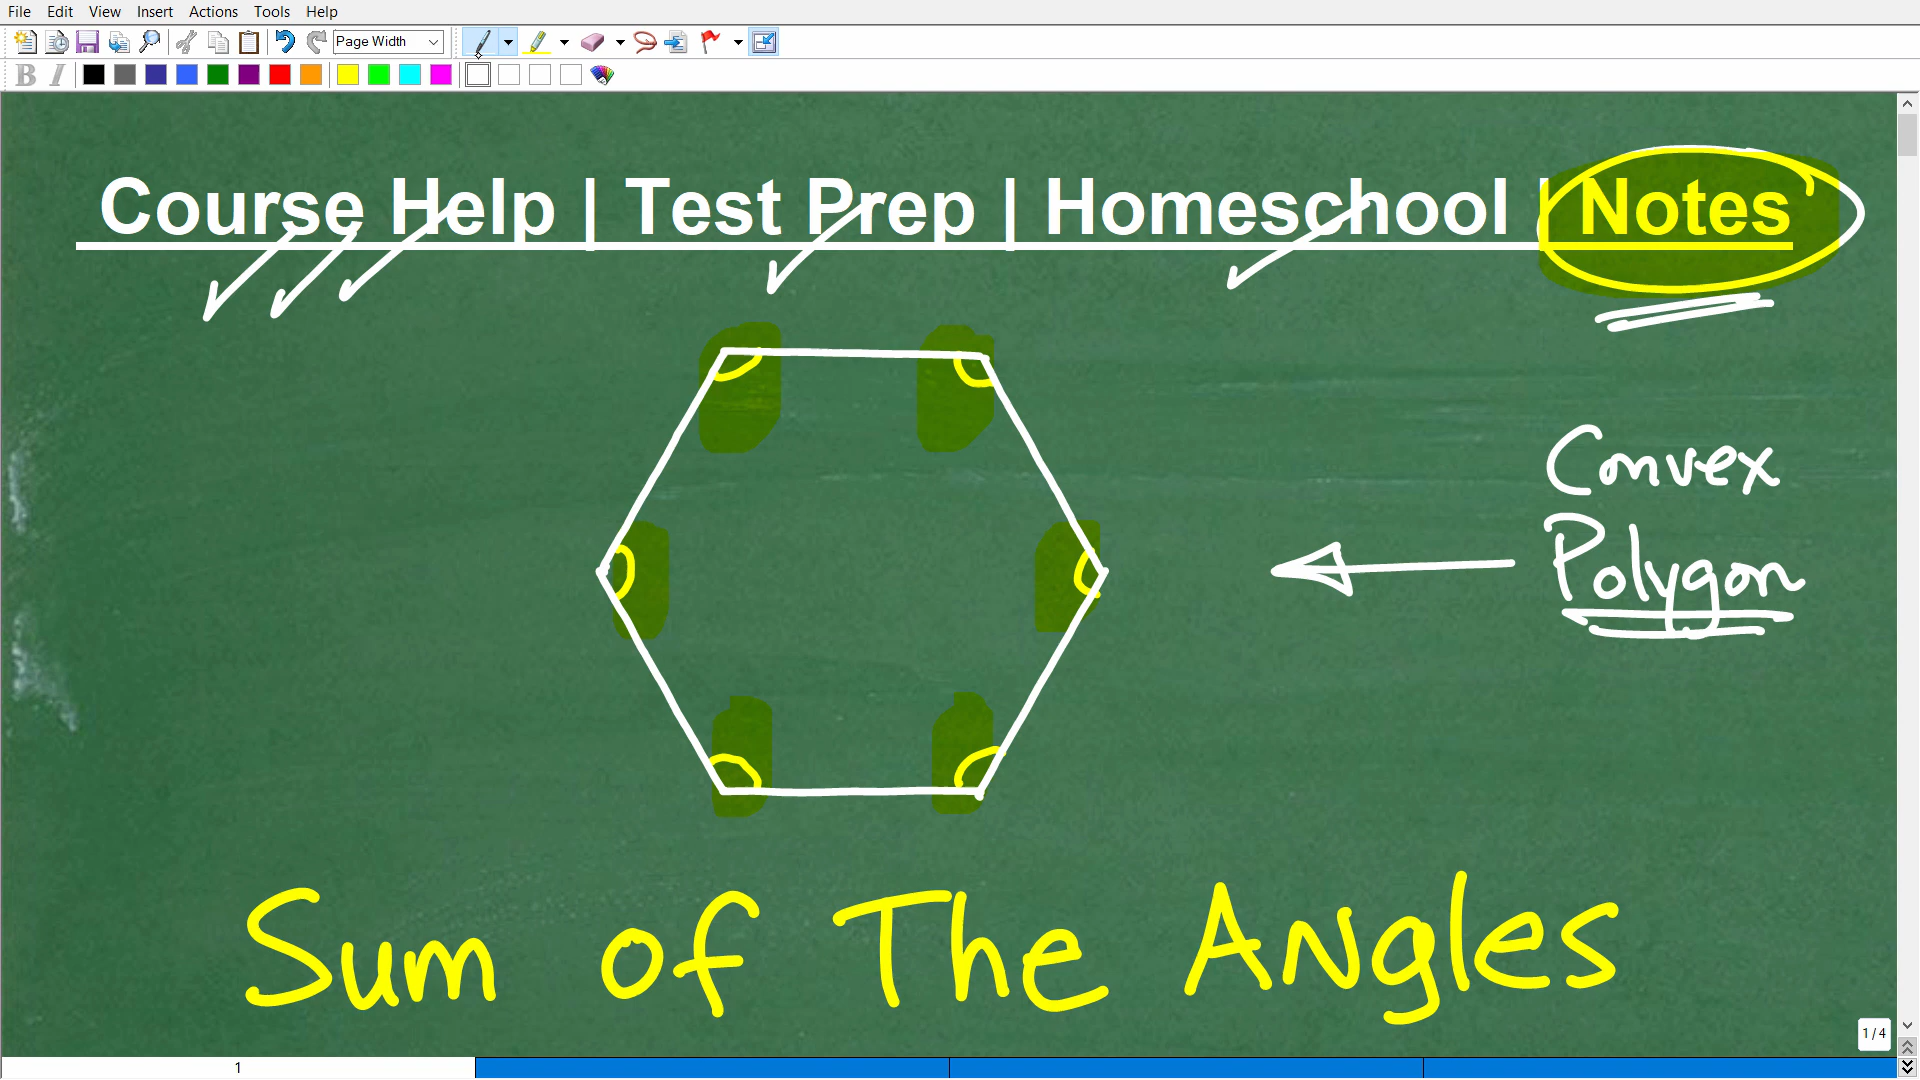 File Edit View Insert Actions Tools Help
Page Width
B I
Course Help | Test Prep | Homeschool | Notes
Convex
Polygon
Sum of The Angles
1 / 4
1